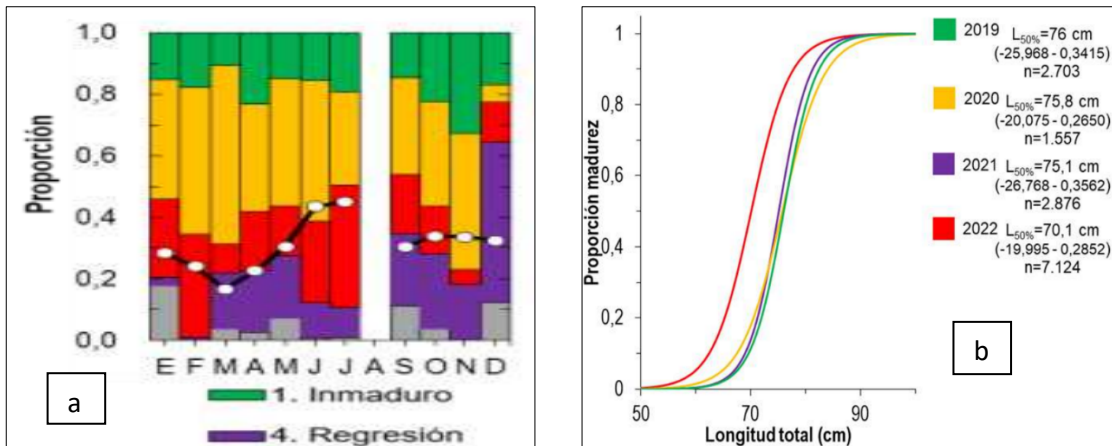 1,0
0,8
0,6
0,4
0,2
0,0
Proporción
E F M A M J J A S O N D
1. Inmaduro
4. Regresión
a
1
0,8
0,6
0,4
0,2
0
Proporción madurez
50 70 90
Longitud total (cm)
2019 L50%=76 cm
(-25,968 - 0,3415)
n=2.703
2020 L50%=75,8 cm
(-20,075 - 0,2650)
n=1.557
2021 L50%=75,1 cm
(-26,768 - 0,3562)
n=2.876
2022 L50%=70,1 cm
(-19,995 - 0,2852)
n=7.124
b